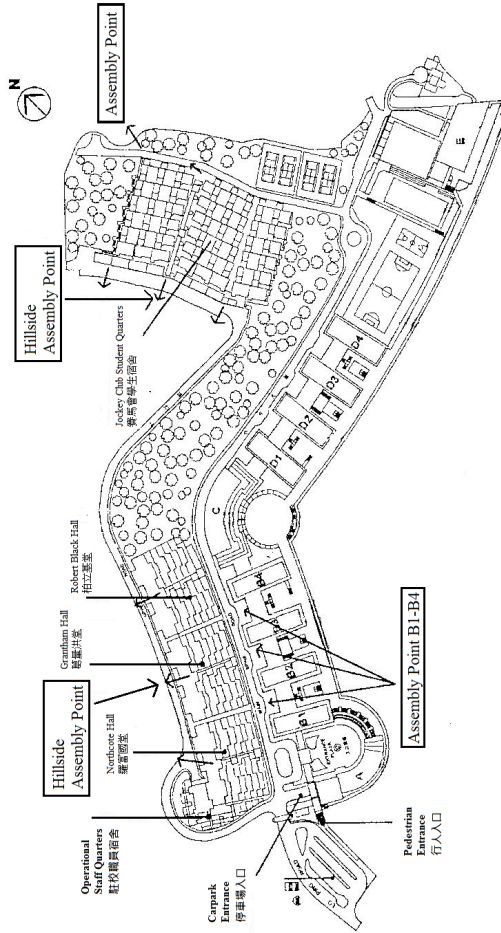 N
Assembly Point
Hillside
Assembly Point
Jockey Club Student Quarters
賽馬會學生宿舍
Robert Black Hall
柏立基堂
Grantham Hall
葛量洪堂
Hillside
Assembly Point
Northcote Hall
羅富國堂
Operational
Staff Quarters
駐校職員宿舍
Carpark
Entrance
停車場入口
Pedestrian
Entrance
行人入口
Assembly Point B1-B4
A
B1
B2
B3
B4
C
D1
D2
D3
D4
E